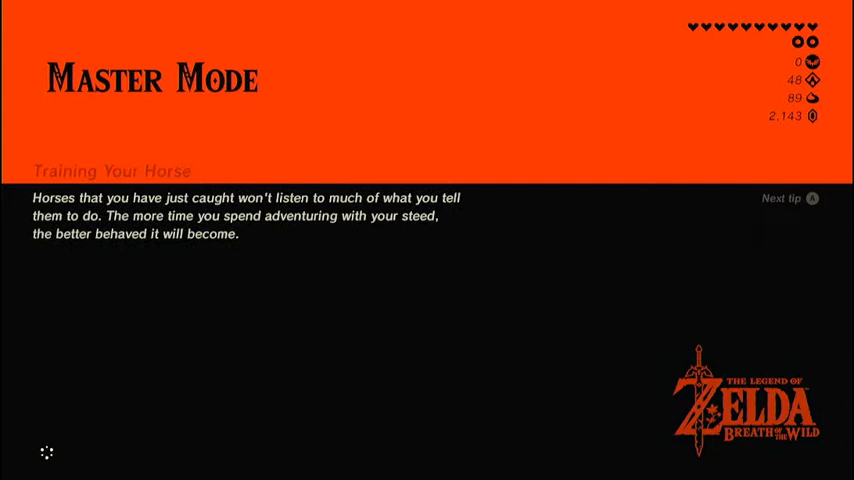 Master Mode
0
48
89
2,143
Training Your Horse
Horses that you have just caught won't listen to much of what you tell
them to do. The more time you spend adventuring with your steed,
the better behaved it will become.
Next tip A
THE LEGEND OF
ZELDA
BREATH OF THE WILD